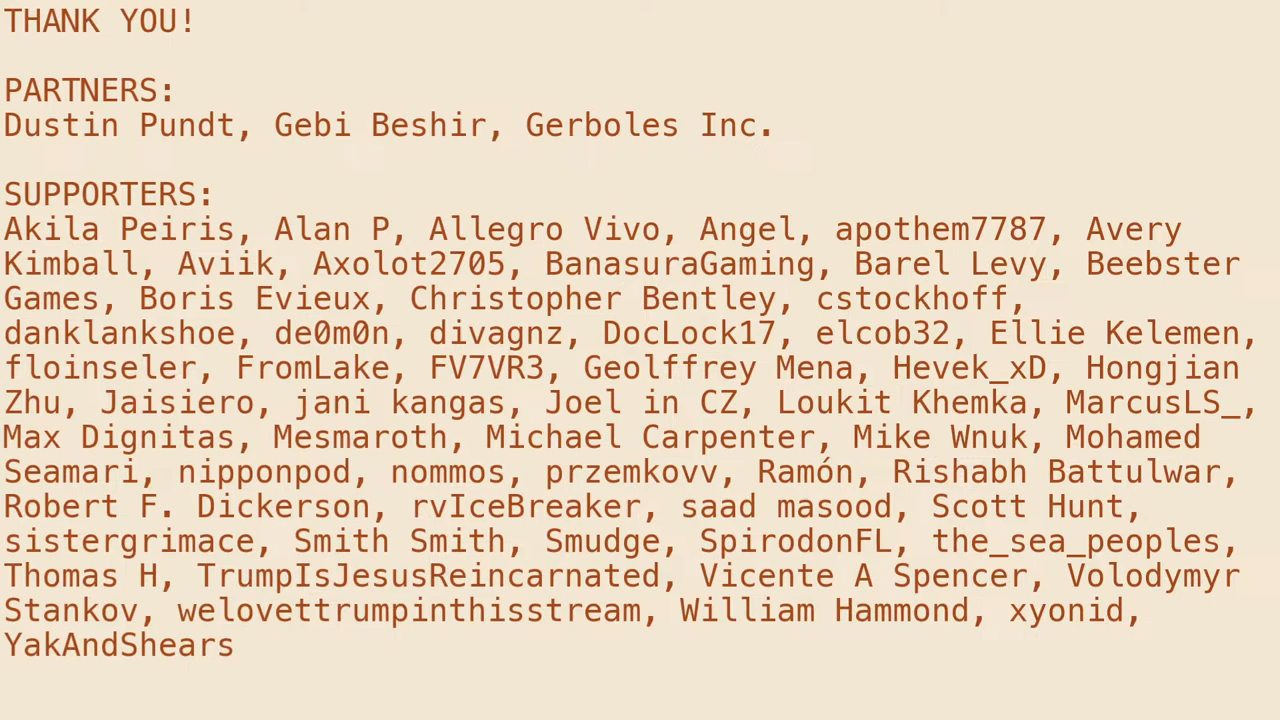 THANK YOU!
PARTNERS:
Dustin Pundt, Gebi Beshir, Gerboles Inc.
SUPPORTERS:
Akila Peiris, Alan P, Allegro Vivo, Angel, apothem7787, Avery
Kimball, Aviik, Axolot2705, BanasuraGaming, Barel Levy, Beebster
Games, Boris Evieux, Christopher Bentley, cstockhoff,
danklankshoe, de0m0n, divagnz, DocLock17, elcob32, Ellie Kelemen,
floinseler, FromLake, FV7VR3, Geolffrey Mena, Hevek_xD, Hongjian
Zhu, Jaisiero, jani kangas, Joel in CZ, Loukit Khemka, MarcusLS_,
Max Dignitas, Mesmaroth, Michael Carpenter, Mike Wnuk, Mohamed
Seamari, nipponpod, nommos, przemkovv, Ramón, Rishabh Battulwar,
Robert F. Dickerson, rvIceBreaker, saad masood, Scott Hunt,
sistergrimace, Smith Smith, Smudge, SpirodonFL, the_sea_peoples,
Thomas H, TrumpIsJesusReincarnated, Vicente A Spencer, Volodymyr
Stankov, welovettrumpinthisstream, William Hammond, xyonid,
YakAndShears